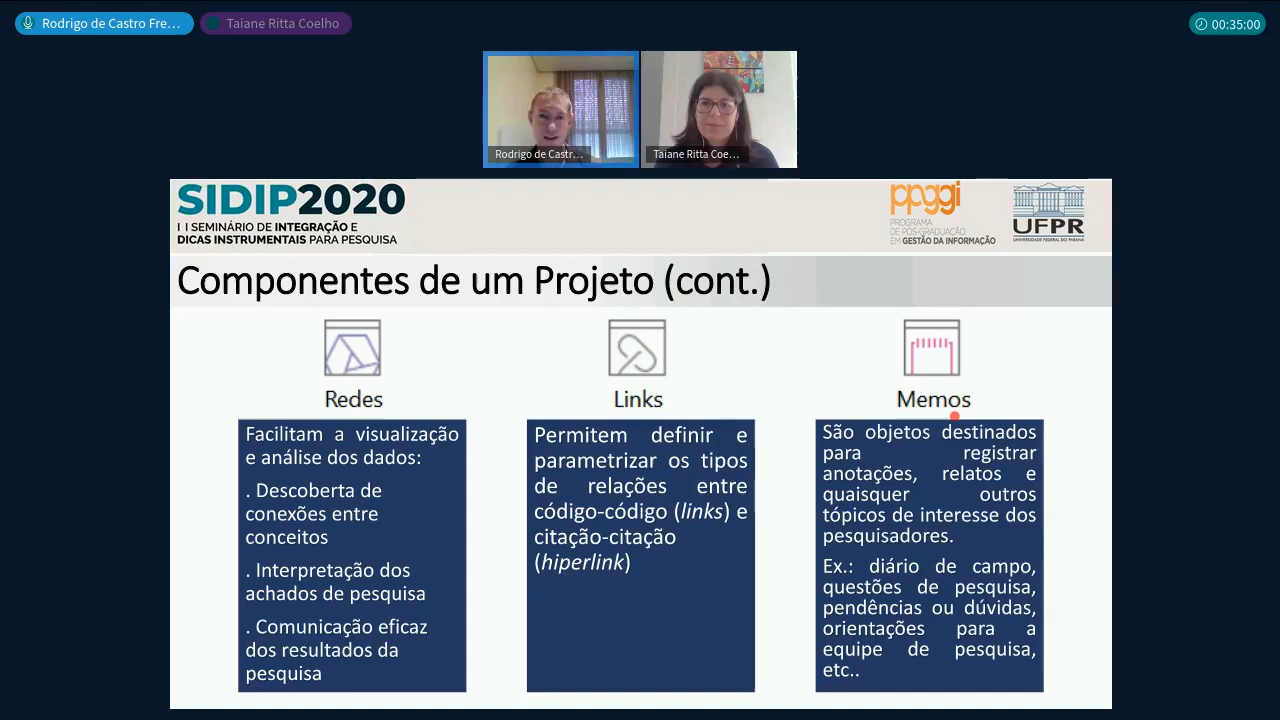 Rodrigo de Castro Fre...
Taiane Ritta Coelho
00:35:00
Rodrigo de Castr...
Taiane Ritta Coe...
SIDIP2020
I I SEMINÁRIO DE INTEGRAÇÃO E
DICAS INSTRUMENTAIS PARA PESQUISA
ppggi
PROGRAMA
DE PÓS-GRADUAÇÃO
EM GESTÃO DA INFORMAÇÃO
UFPR
UNIVERSIDADE FEDERAL DO PARANÁ
Componentes de um Projeto (cont.)
Redes
Facilitam a visualização
e análise dos dados:
. Descoberta de
conexões entre
conceitos
. Interpretação dos
achados de pesquisa
. Comunicação eficaz
dos resultados da
pesquisa
Links
Permitem definir e
parametrizar os tipos
de relações entre
código-código (links) e
citação-citação
(hiperlink)
Memos
São objetos destinados
para registrar
anotações, relatos e
quaisquer outros
tópicos de interesse dos
pesquisadores.
Ex.: diário de campo,
questões de pesquisa,
pendências ou dúvidas,
orientações para a
equipe de pesquisa,
etc..